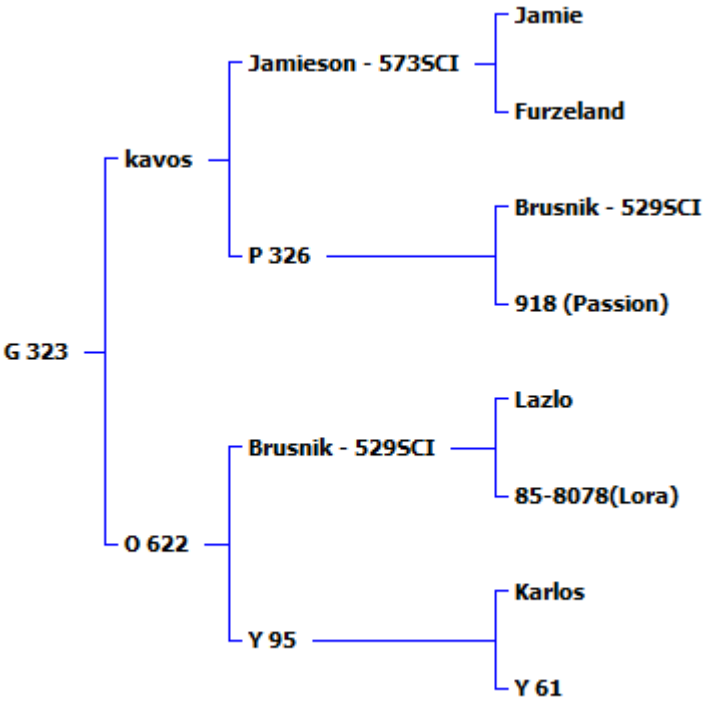 Jamie
Jamieson - 573SCI
Furzeland
kavos
Brusnik - 529SCI
P 326
918 (Passion)
G 323
Lazlo
Brusnik - 529SCI
85-8078(Lora)
O 622
Karlos
Y 95
Y 61